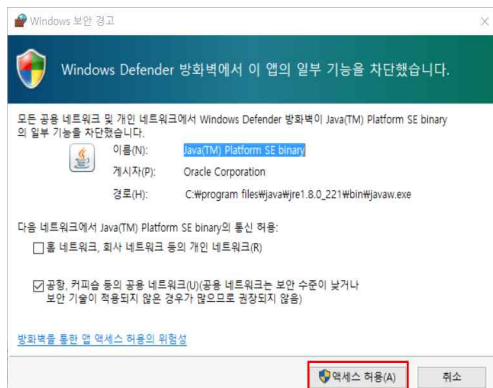 Windows 보안 경고
Windows Defender 방화벽에서 이 앱의 일부 기능을 차단했습니다.
모든 공용 네트워크 및 개인 네트워크에서 Windows Defender 방화벽이 Java(TM) Platform SE binary
의 일부 기능을 차단했습니다.
이름(N): Java(TM) Platform SE binary
게시자(P): Oracle Corporation
경로(H): C:₩program files₩java₩jre1.8.0_221₩bin₩javaw.exe
다음 네트워크에서 Java(TM) Platform SE binary의 통신 허용:
홈 네트워크, 회사 네트워크 등의 개인 네트워크(R)
공항, 커피숍 등의 공용 네트워크(U)(공용 네트워크는 보안 수준이 낮거나
보안 기술이 적용되지 않은 경우가 많으므로 권장되지 않음)
방화벽을 통한 앱 액세스 허용의 위험성
액세스 허용(A) 취소